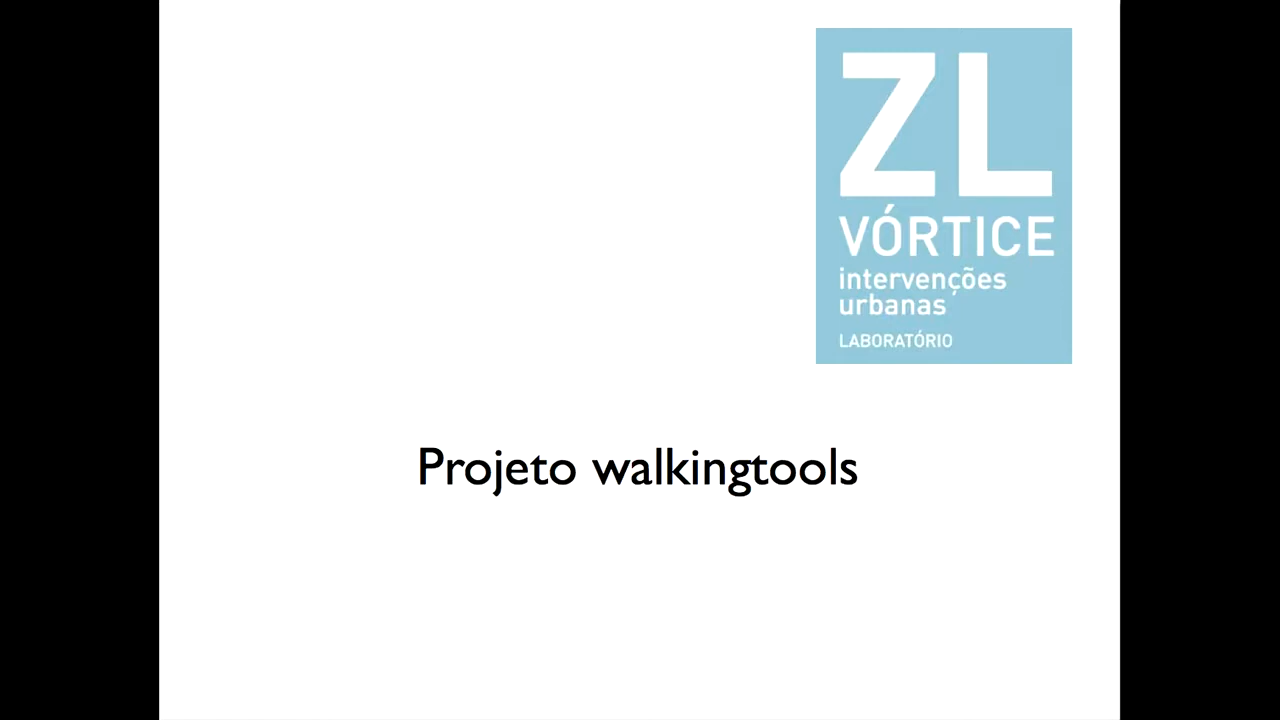 ZL
VÓRTICE
intervenções
urbanas
LABORATÓRIO
Projeto walkingtools